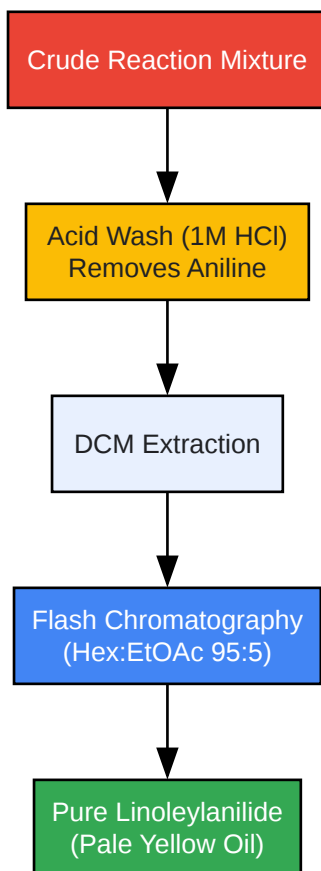 Crude Reaction Mixture
Acid Wash (1M HCl)
Removes Aniline
DCM Extraction
Flash Chromatography
(Hex:EtOAc 95:5)
Pure Linoleylanilide
(Pale Yellow Oil)